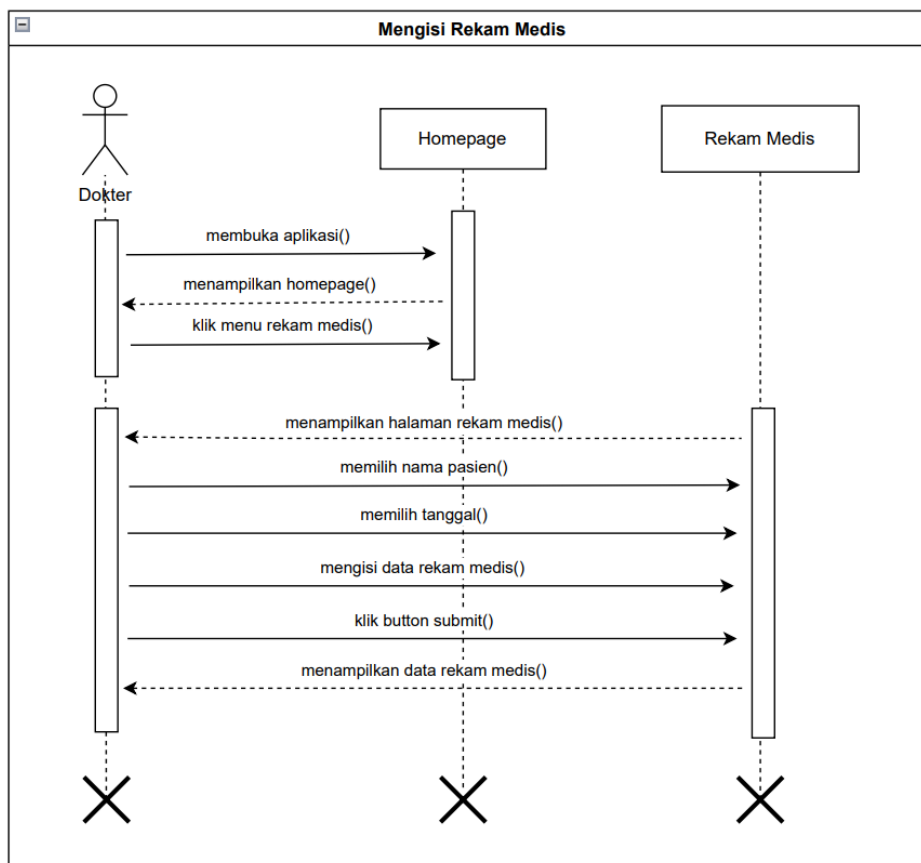 Mengisi Rekam Medis
Homepage
Rekam Medis
Dokter
membuka aplikasi()
menampilkan homepage()
klik menu rekam medis()
menampilkan halaman rekam medis()
memilih nama pasien()
memilih tanggal()
mengisi data rekam medis()
klik button submit()
menampilkan data rekam medis()